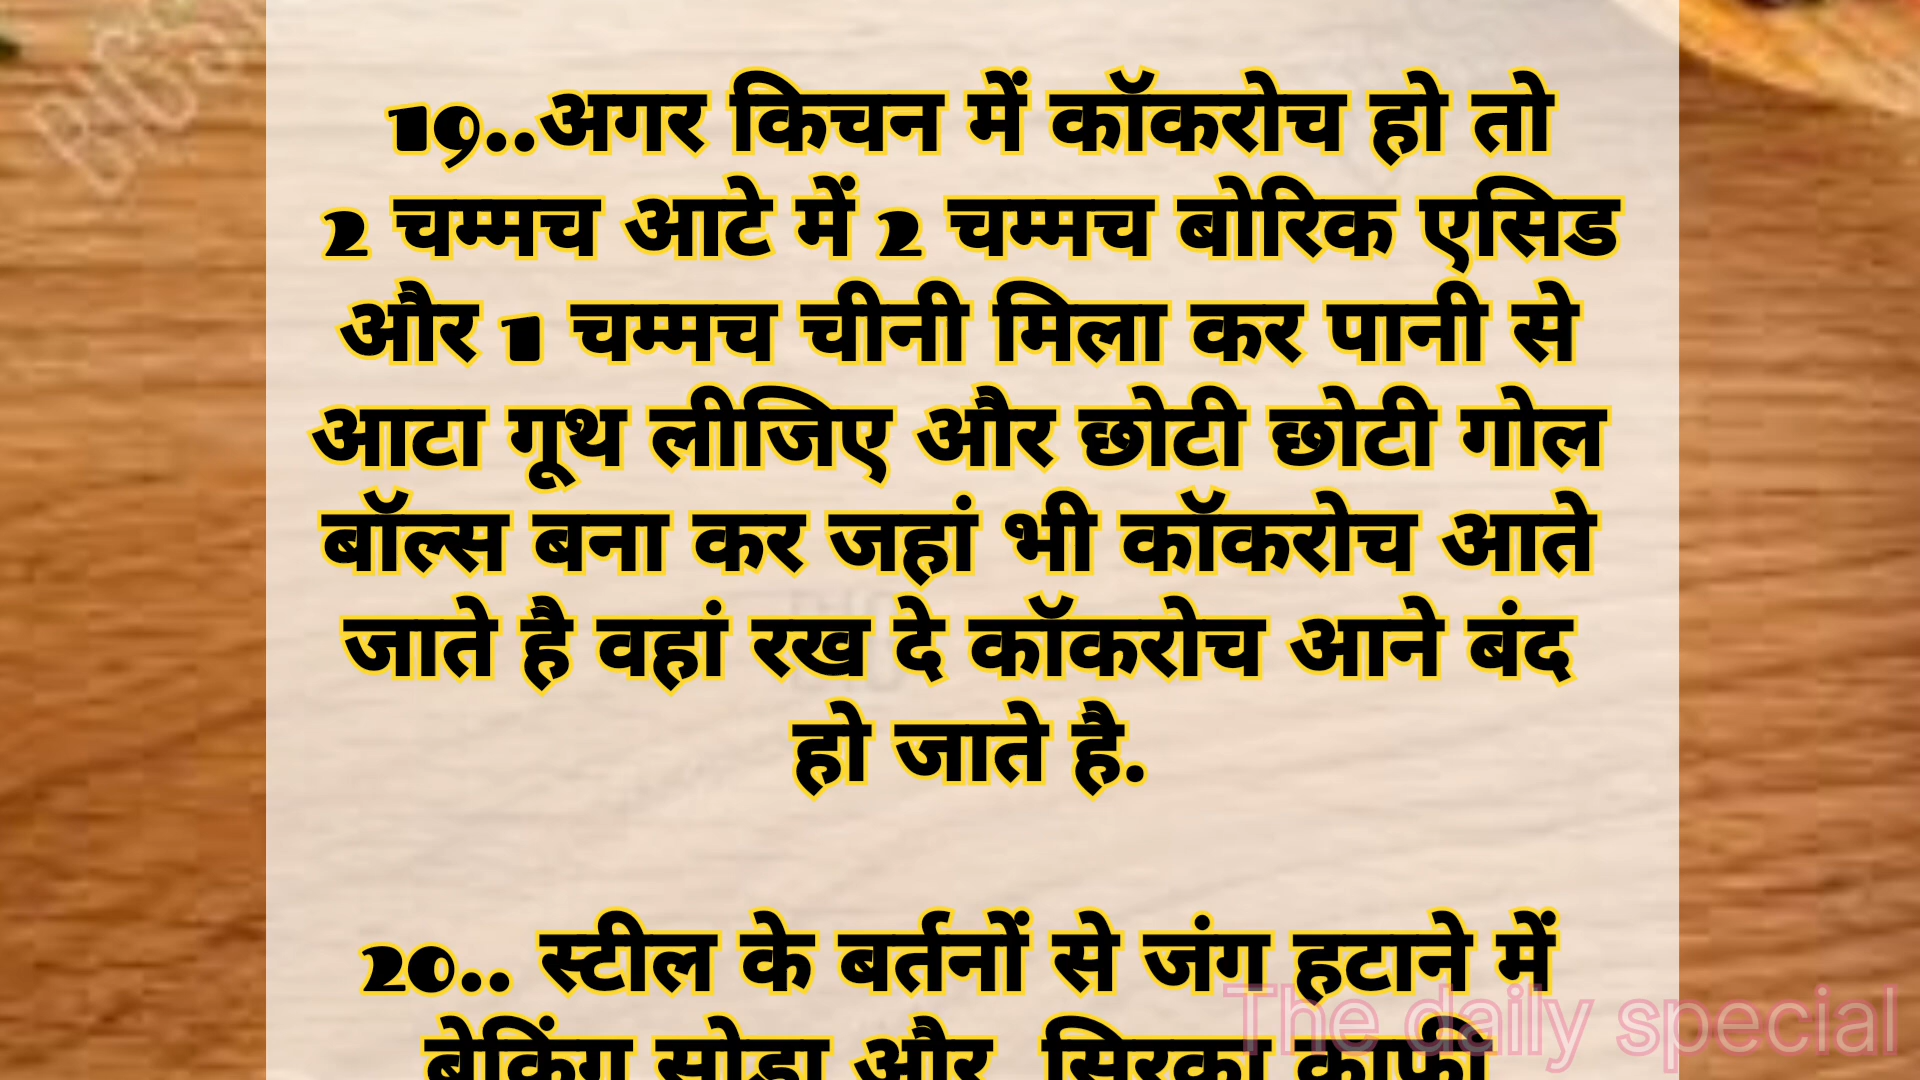 19..अगर किचन में कॉकरोच हो तो
2 चम्मच आटे में 2 चम्मच बोरिक एसिड
और 1 चम्मच चीनी मिला कर पानी से
आटा गूथ लीजिए और छोटी छोटी गोल
बॉल्स बना कर जहां भी कॉकरोच आते
जाते है वहां रख दे कॉकरोच आने बंद
हो जाते है.
20.. स्टील के बर्तनों से जंग हटाने में
बेकिंग सोडा और सिरका काफी
The daily special